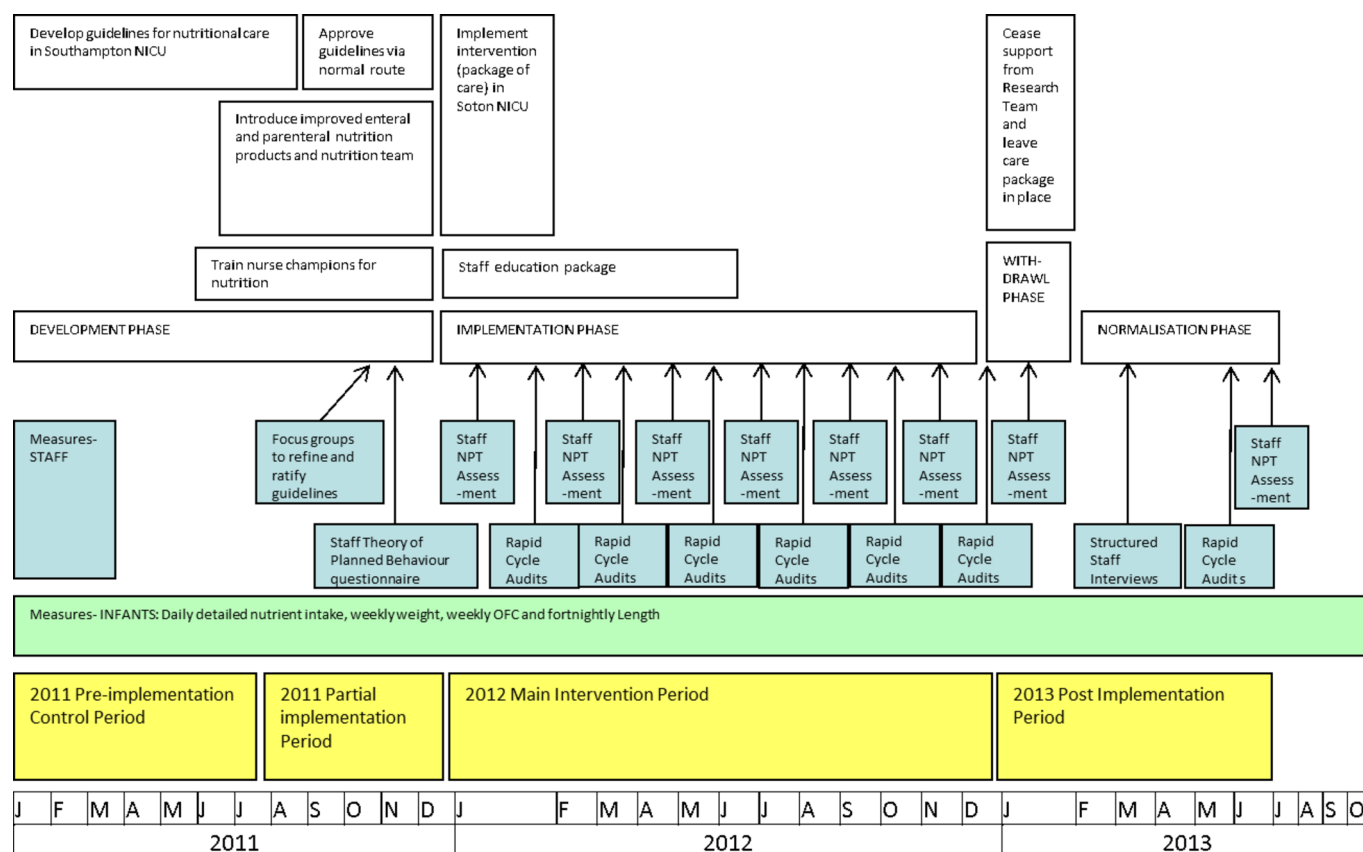 Develop guidelines for nutritional care
in Southampton NICU
Approve
guidelines via
normal route
Implement
intervention
(package of
care) in
Soton NICU
Cease
support
from
Research
Team
and
leave
care
package
in place
Introduce improved enteral
and parenteral nutrition
products and nutrition team
Train nurse champions for
nutrition
Staff education package
WITH-
DRAWL
PHASE
DEVELOPMENT PHASE
IMPLEMENTATION PHASE
NORMALISATION PHASE
Measures-
STAFF
Focus groups
to refine and
ratify
guidelines
Staff
NPT
Assess
-ment
Staff
NPT
Assess
-ment
Staff
NPT
Assess
-ment
Staff
NPT
Assess
-ment
Staff
NPT
Assess
-ment
Staff
NPT
Assess
-ment
Staff
NPT
Assess
-ment
Staff
NPT
Assess
-ment
Staff Theory of
Planned Behaviour
questionnaire
Rapid
Cycle
Audits
Rapid
Cycle
Audits
Rapid
Cycle
Audits
Rapid
Cycle
Audits
Rapid
Cycle
Audits
Rapid
Cycle
Audits
Structured
Staff
Interviews
Rapid
Cycle
Audits
Measures- INFANTS: Daily detailed nutrient intake, weekly weight, weekly OFC and fortnightly Length
2011 Pre-implementation
Control Period
2011 Partial
implementation
Period
2012 Main Intervention Period
2013 Post Implementation
Period
J F M A M J J A S O N D J F M A M J J A S O N D J F M A M J J A S O
2011 2012 2013